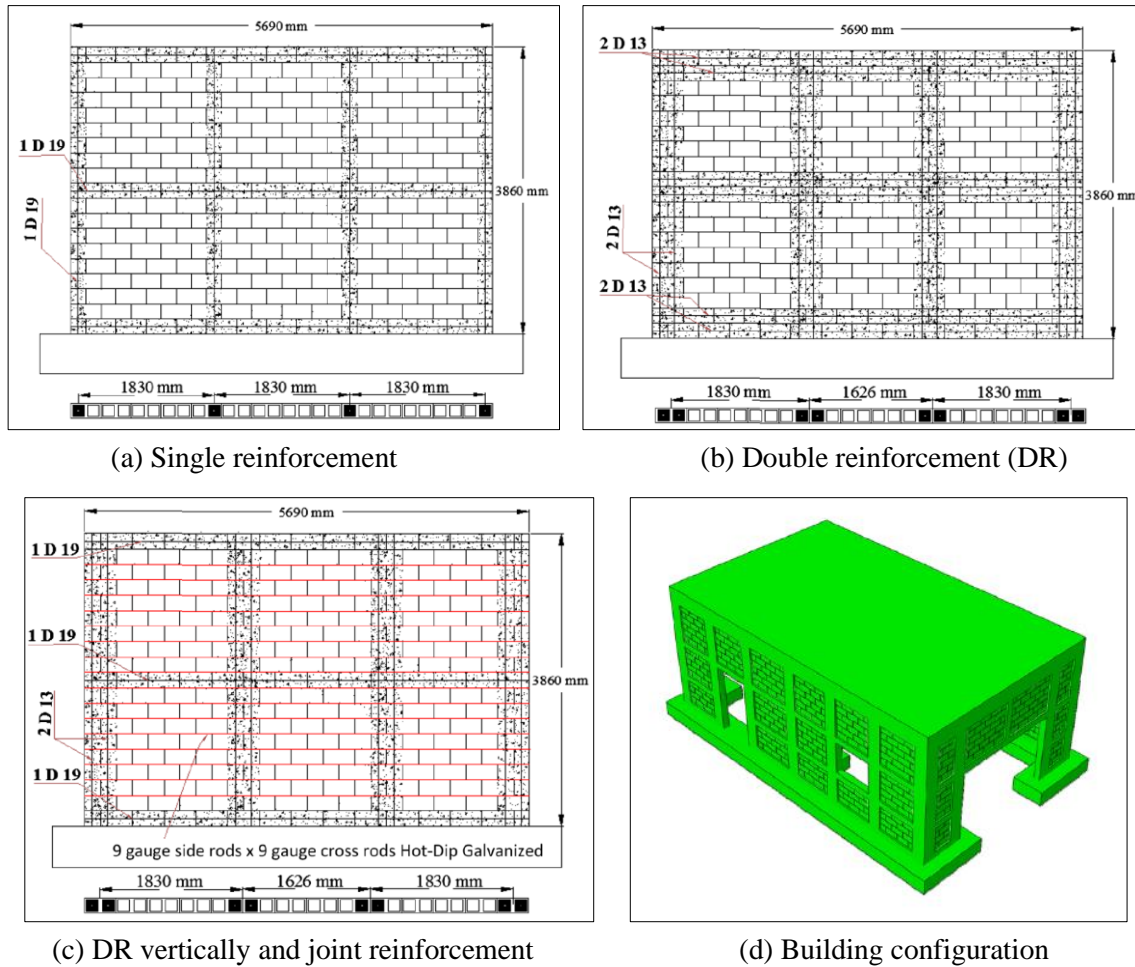 5690 mm
1 D 19
3860 mm
1 D 19
1830 mm
1830 mm
1830 mm
(a) Single reinforcement
5690 mm
2 D 13
3860 mm
2 D 13
2 D 13
1830 mm
1626 mm
1830 mm
(b) Double reinforcement (DR)
5690 mm
1 D 19
1 D 19
3860 mm
2 D 13
1 D 19
9 gauge side rods x 9 gauge cross rods Hot-Dip Galvanized
1830 mm
1626 mm
1830 mm
(c) DR vertically and joint reinforcement
(d) Building configuration